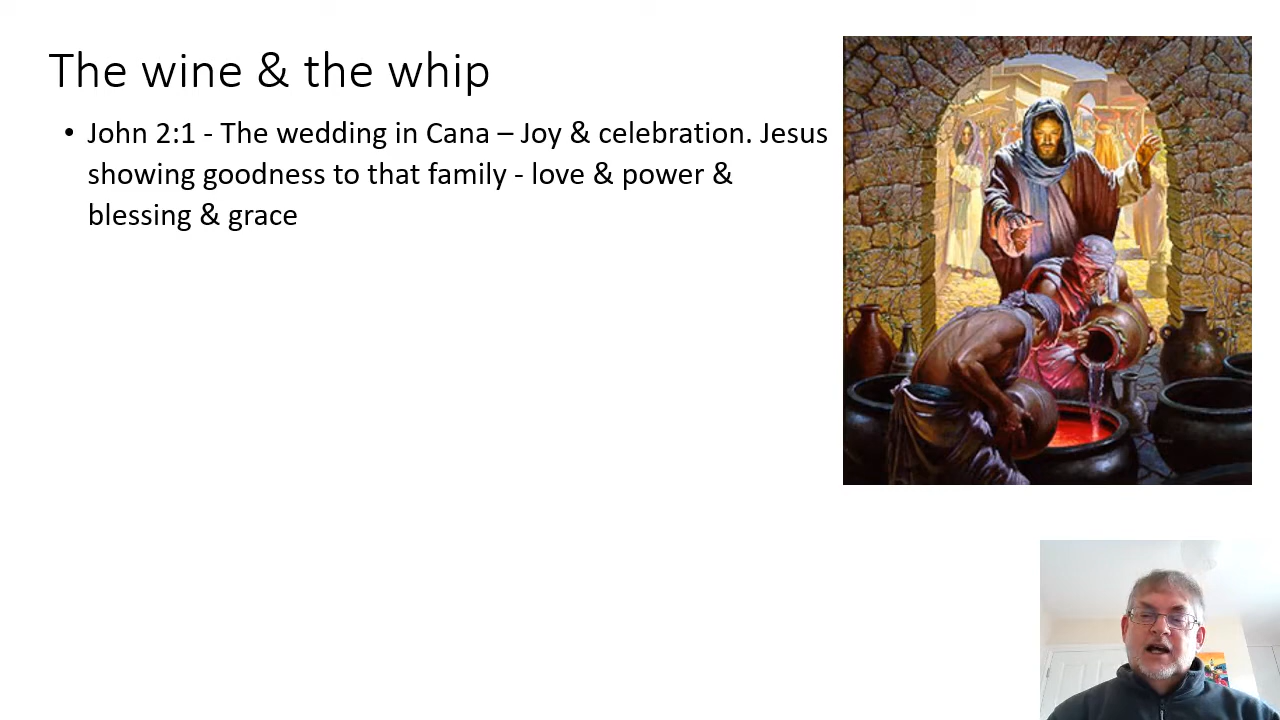 The wine & the whip
• John 2:1 - The wedding in Cana – Joy & celebration. Jesus
showing goodness to that family - love & power &
blessing & grace